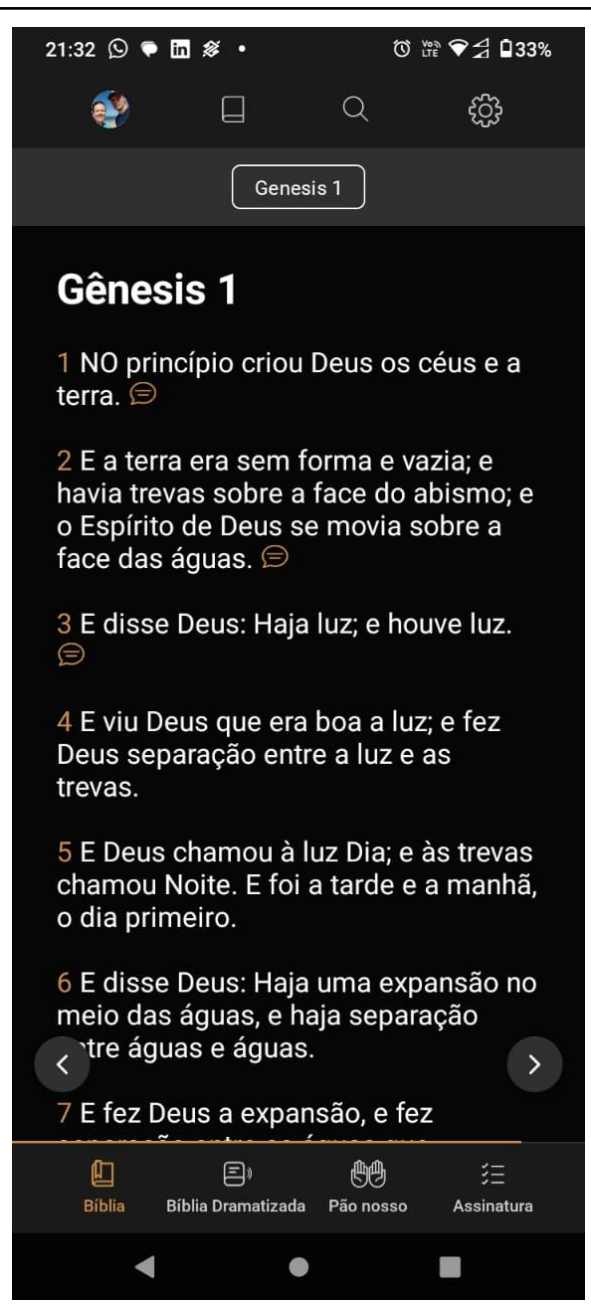 21:32 33%
Vo)) LTE
Genesis 1
Gênesis 1
1 NO princípio criou Deus os céus e a
terra.
2 E a terra era sem forma e vazia; e
havia trevas sobre a face do abismo; e
o Espírito de Deus se movia sobre a
face das águas.
3 E disse Deus: Haja luz; e houve luz.
4 E viu Deus que era boa a luz; e fez
Deus separação entre a luz e as
trevas.
5 E Deus chamou à luz Dia; e às trevas
chamou Noite. E foi a tarde e a manhã,
o dia primeiro.
6 E disse Deus: Haja uma expansão no
meio das águas, e haja separação
águas e águas.
7 E fez Deus a expansão, e fez
Bíblia Bíblia Dramatizada Pão nosso Assinatura